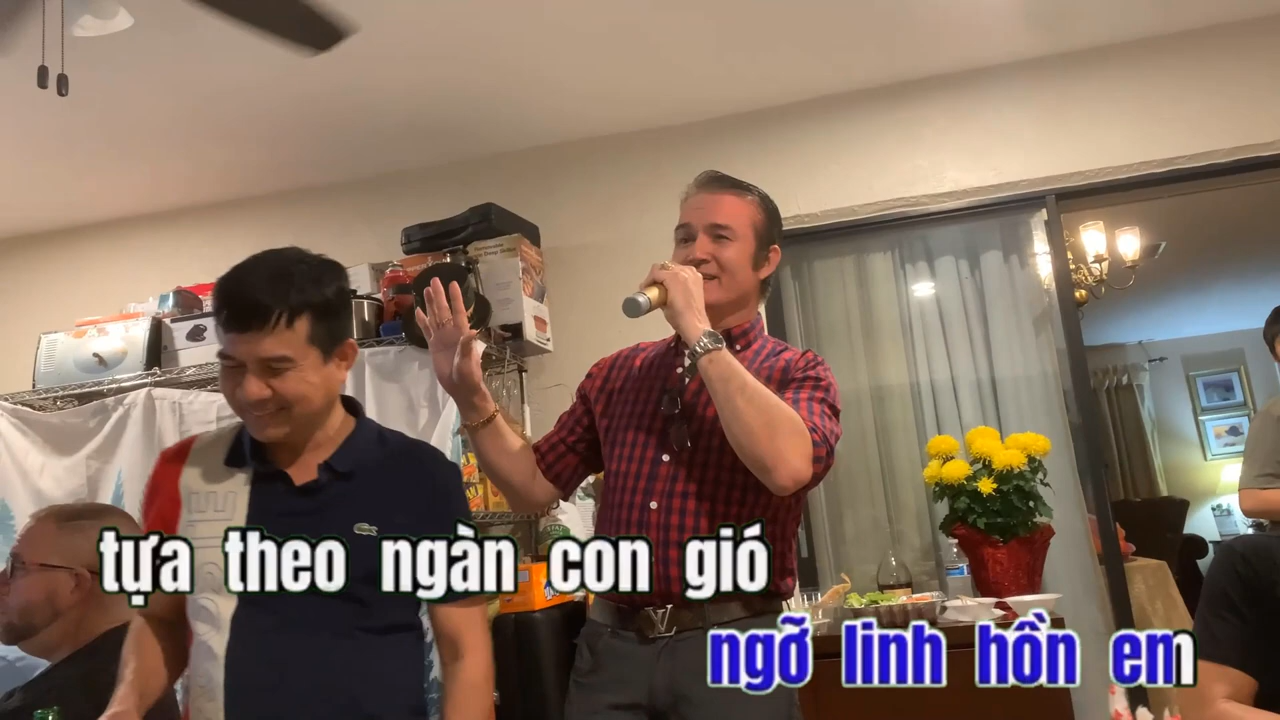 tựa theo ngàn con gió
ngỡ linh hồn em